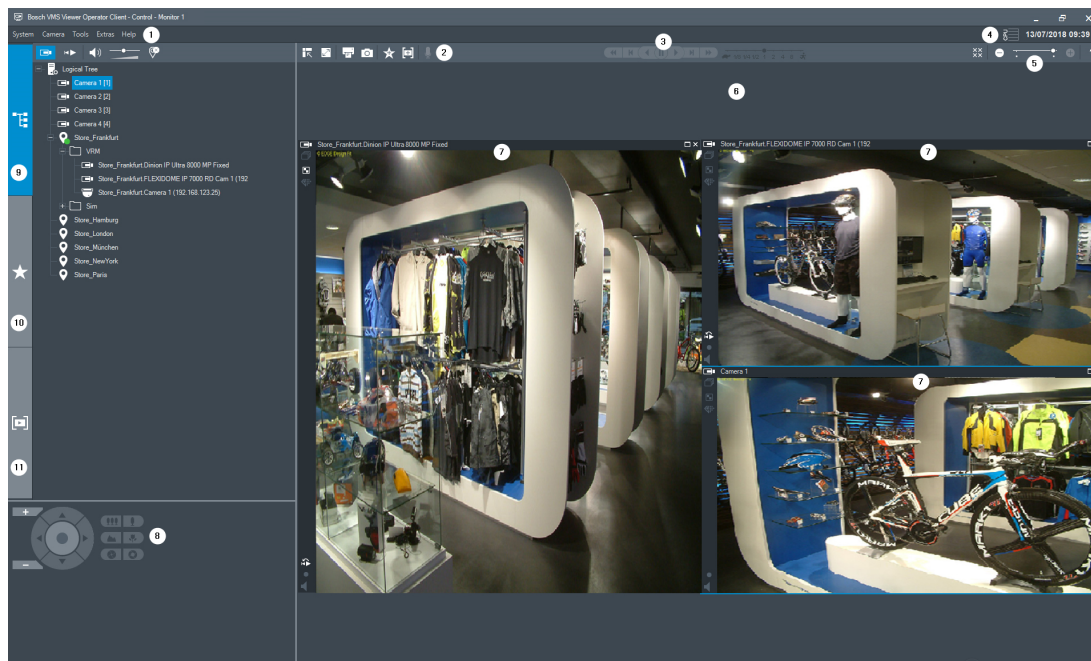 Bosch VMS Viewer Operator Client - Control - Monitor 1
System Camera Tools Extras Help 1
4 13/07/2018 09:39
2
3
5
6
Logical Tree
Camera 1 [1]
Camera 2 [2]
Camera 3 [3]
Camera 4 [4]
Store_Frankfurt
VRM
Store_Frankfurt.Dinion IP Ultra 8000 MP Fixed
Store_Frankfurt.FLEXIDOME IP 7000 RD Cam 1 (192
Store_Frankfurt.Camera 1 (192.168.123.25)
Sim
Store_Hamburg
Store_London
Store_München
Store_NewYork
Store_Paris
9
10
11
8
Store_Frankfurt.Dinion IP Ultra 8000 MP Fixed
7
Store_Frankfurt.FLEXIDOME IP 7000 RD Cam 1 (192
7
Camera 1
7
CUBE